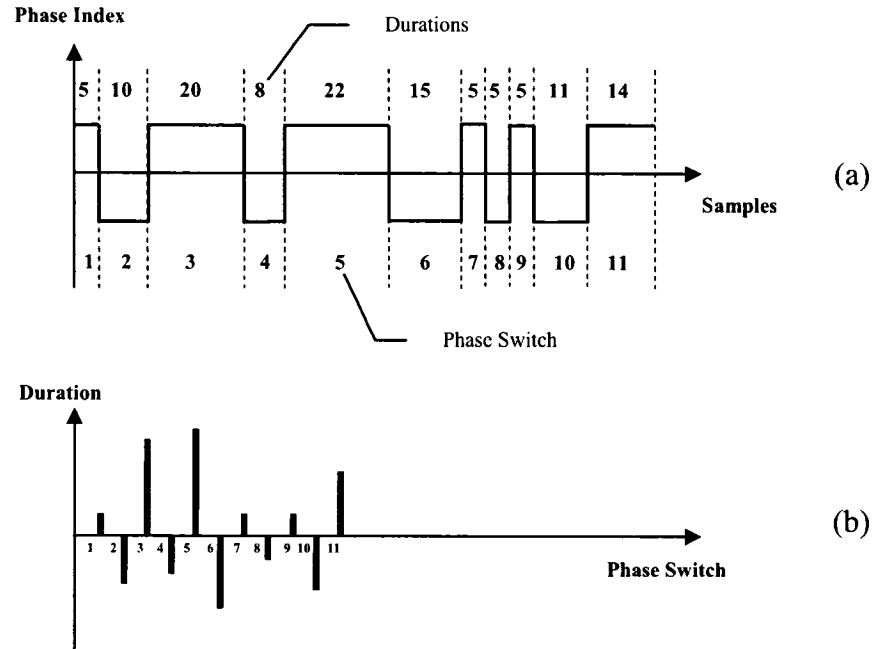 Phase Index
Durations
5 10 20 8 22 15 5 5 5 11 14
(a)
Samples
1 2 3 4 5 6 7 8 9 10 11
Phase Switch
Duration
(b)
1 2 3 4 5 6 7 8 9 10 11
Phase Switch